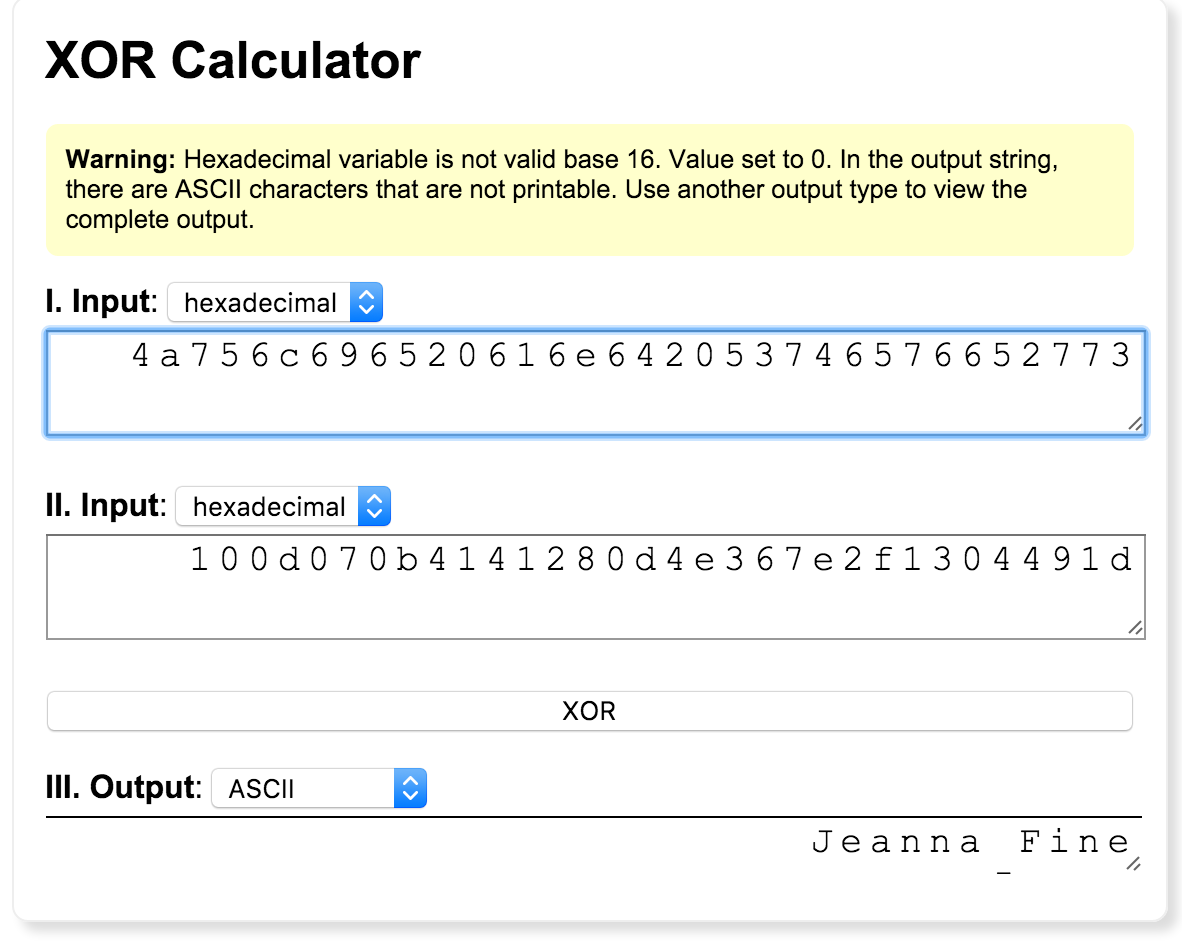 XOR Calculator
Warning: Hexadecimal variable is not valid base 16. Value set to 0. In the output string,
there are ASCII characters that are not printable. Use another output type to view the
complete output.
I. Input: hexadecimal
4a756c696520616e642053746576652773
II. Input: hexadecimal
100d070b4141280d4e367e2f1304491d
XOR
III. Output: ASCII
Jeanna_Fine